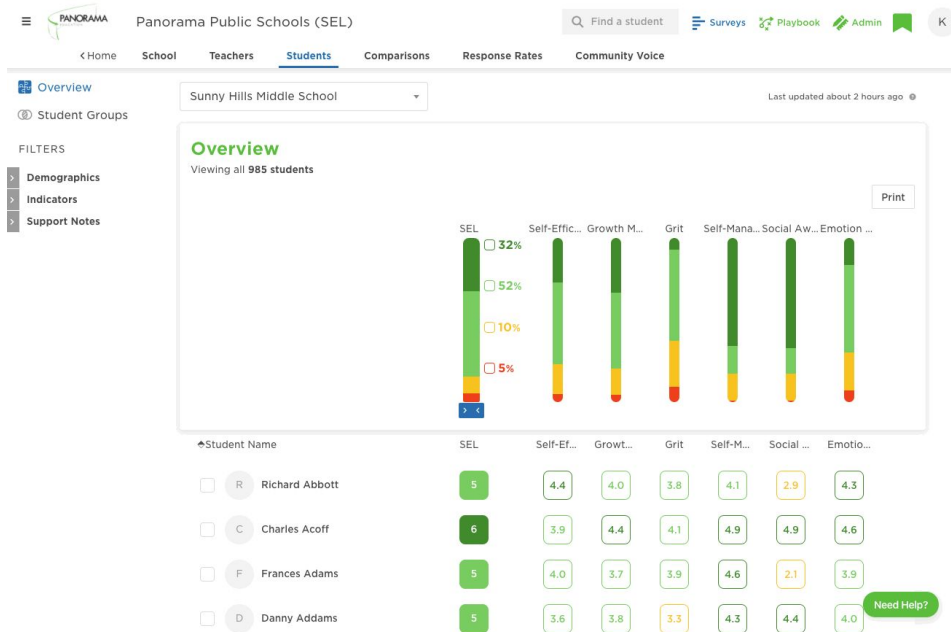 PANORAMA
Panorama Public Schools (SEL)
Find a student
Surveys
Playbook
Admin
K
Home
School
Teachers
Students
Comparisons
Response Rates
Community Voice
Overview
Student Groups
FILTERS
Demographics
Indicators
Support Notes
Sunny Hills Middle School
Last updated about 2 hours ago
Overview
Viewing all 985 students
Print
SEL Self-Effic... Growth M... Grit Self-Mana... Social Aw... Emotion ...
32%
52%
10%
5%
Student Name SEL Self-Ef... Growt... Grit Self-M... Social ... Emotio...
R Richard Abbott 5 4.4 4.0 3.8 4.1 2.9 4.3
C Charles Acoff 6 3.9 4.4 4.1 4.9 4.9 4.6
F Frances Adams 5 4.0 3.7 3.9 4.6 2.1 3.9
D Danny Addams 5 3.6 3.8 3.3 4.3 4.4 4.0
Need Help?